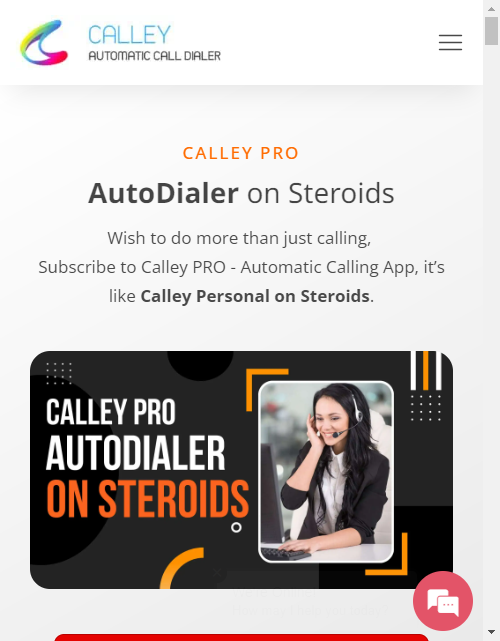 CALLEY
AUTOMATIC CALL DIALER
CALLEY PRO
AutoDialer on Steroids
Wish to do more than just calling,
Subscribe to Calley PRO - Automatic Calling App, it’s
like Calley Personal on Steroids.
CALLEY PRO
AUTODIALER
ON STEROIDS